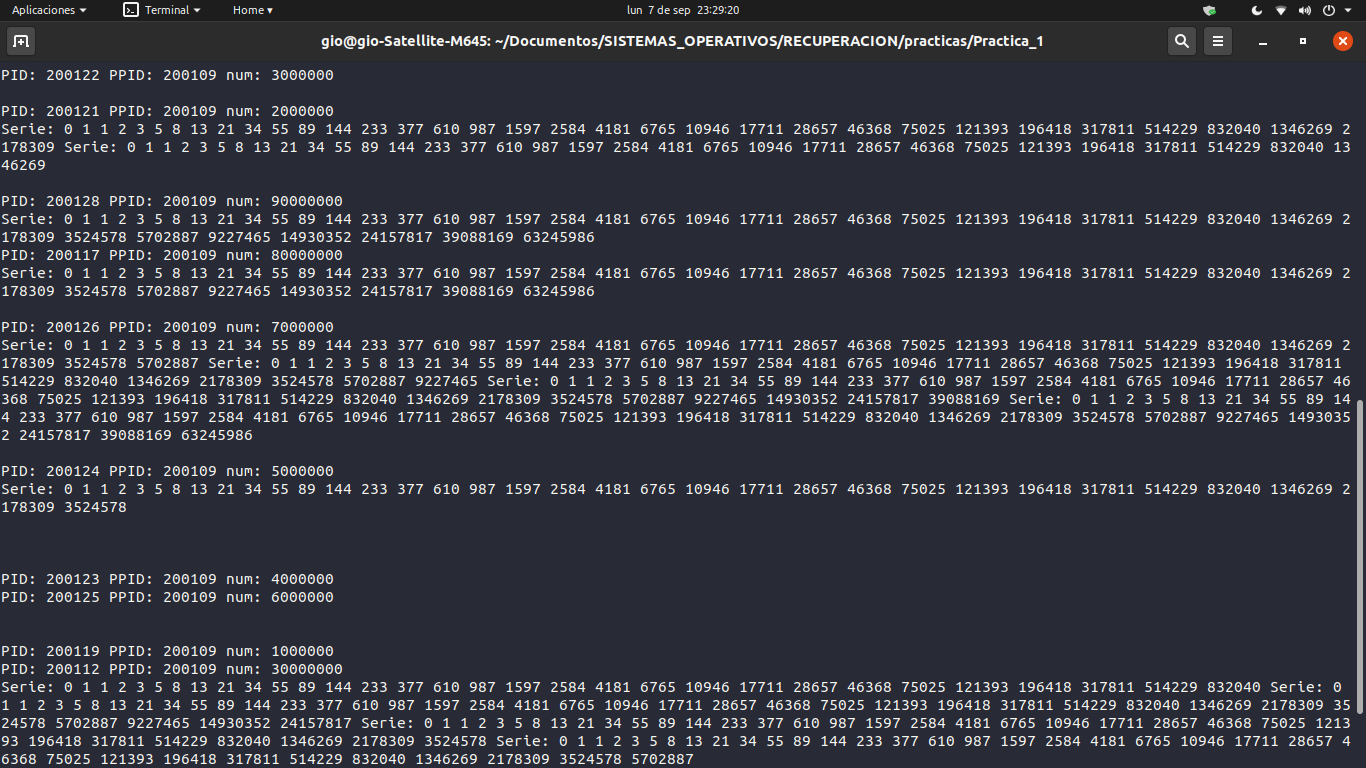 Aplicaciones Terminal Home lun 7 de sep 23:29:20
gio@gio-Satellite-M645: ~/Documentos/SISTEMAS_OPERATIVOS/RECUPERACION/practicas/Practica_1
PID: 200122 PPID: 200109 num: 3000000
PID: 200121 PPID: 200109 num: 2000000
Serie: 0 1 1 2 3 5 8 13 21 34 55 89 144 233 377 610 987 1597 2584 4181 6765 10946 17711 28657 46368 75025 121393 196418 317811 514229 832040 1346269 2
178309 Serie: 0 1 1 2 3 5 8 13 21 34 55 89 144 233 377 610 987 1597 2584 4181 6765 10946 17711 28657 46368 75025 121393 196418 317811 514229 832040 13
46269
PID: 200128 PPID: 200109 num: 90000000
Serie: 0 1 1 2 3 5 8 13 21 34 55 89 144 233 377 610 987 1597 2584 4181 6765 10946 17711 28657 46368 75025 121393 196418 317811 514229 832040 1346269 2
178309 3524578 5702887 9227465 14930352 24157817 39088169 63245986
PID: 200117 PPID: 200109 num: 80000000
Serie: 0 1 1 2 3 5 8 13 21 34 55 89 144 233 377 610 987 1597 2584 4181 6765 10946 17711 28657 46368 75025 121393 196418 317811 514229 832040 1346269 2
178309 3524578 5702887 9227465 14930352 24157817 39088169 63245986
PID: 200126 PPID: 200109 num: 7000000
Serie: 0 1 1 2 3 5 8 13 21 34 55 89 144 233 377 610 987 1597 2584 4181 6765 10946 17711 28657 46368 75025 121393 196418 317811 514229 832040 1346269 2
178309 3524578 5702887 Serie: 0 1 1 2 3 5 8 13 21 34 55 89 144 233 377 610 987 1597 2584 4181 6765 10946 17711 28657 46368 75025 121393 196418 317811
514229 832040 1346269 2178309 3524578 5702887 9227465 Serie: 0 1 1 2 3 5 8 13 21 34 55 89 144 233 377 610 987 1597 2584 4181 6765 10946 17711 28657 46
368 75025 121393 196418 317811 514229 832040 1346269 2178309 3524578 5702887 9227465 14930352 24157817 39088169 Serie: 0 1 1 2 3 5 8 13 21 34 55 89 14
4 233 377 610 987 1597 2584 4181 6765 10946 17711 28657 46368 75025 121393 196418 317811 514229 832040 1346269 2178309 3524578 5702887 9227465 1493035
2 24157817 39088169 63245986
PID: 200124 PPID: 200109 num: 5000000
Serie: 0 1 1 2 3 5 8 13 21 34 55 89 144 233 377 610 987 1597 2584 4181 6765 10946 17711 28657 46368 75025 121393 196418 317811 514229 832040 1346269 2
178309 3524578
PID: 200123 PPID: 200109 num: 4000000
PID: 200125 PPID: 200109 num: 6000000
PID: 200119 PPID: 200109 num: 1000000
PID: 200112 PPID: 200109 num: 30000000
Serie: 0 1 1 2 3 5 8 13 21 34 55 89 144 233 377 610 987 1597 2584 4181 6765 10946 17711 28657 46368 75025 121393 196418 317811 514229 832040 Serie: 0
1 1 2 3 5 8 13 21 34 55 89 144 233 377 610 987 1597 2584 4181 6765 10946 17711 28657 46368 75025 121393 196418 317811 514229 832040 1346269 2178309 35
24578 5702887 9227465 14930352 24157817 Serie: 0 1 1 2 3 5 8 13 21 34 55 89 144 233 377 610 987 1597 2584 4181 6765 10946 17711 28657 46368 75025 1213
93 196418 317811 514229 832040 1346269 2178309 3524578 Serie: 0 1 1 2 3 5 8 13 21 34 55 89 144 233 377 610 987 1597 2584 4181 6765 10946 17711 28657 4
6368 75025 121393 196418 317811 514229 832040 1346269 2178309 3524578 5702887